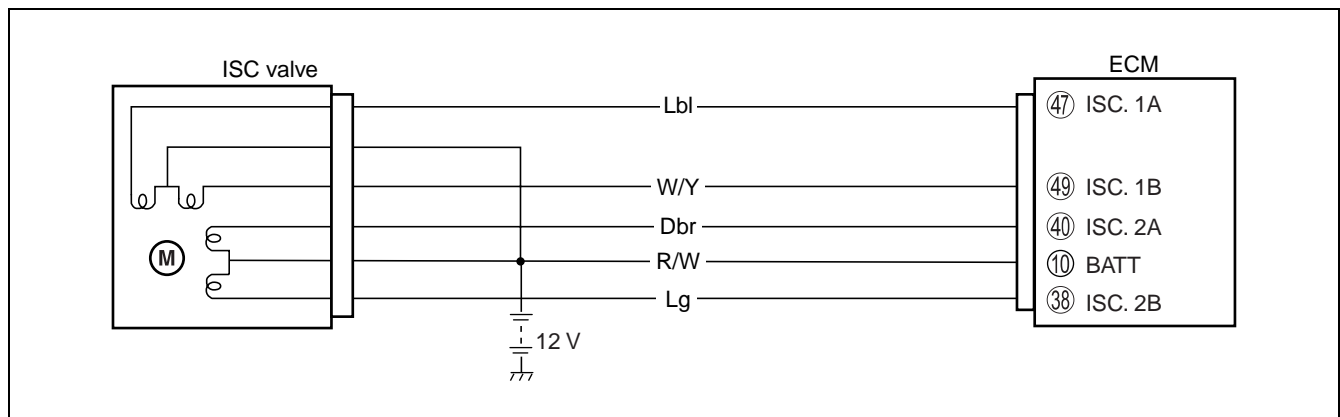 ISC valve
ECM
Lbl
㊼ ISC. 1A
W/Y
㊾ ISC. 1B
Dbr
㊵ ISC. 2A
M
R/W
⑩ BATT
Lg
㊳ ISC. 2B
12 V